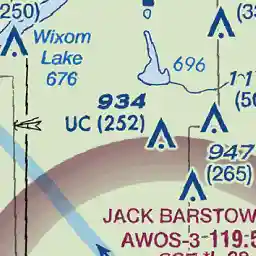 (250)
Wixom
Lake
676
696
934
UC (252)
947
(265)
JACK BARSTOW
AWOS-3 119.5